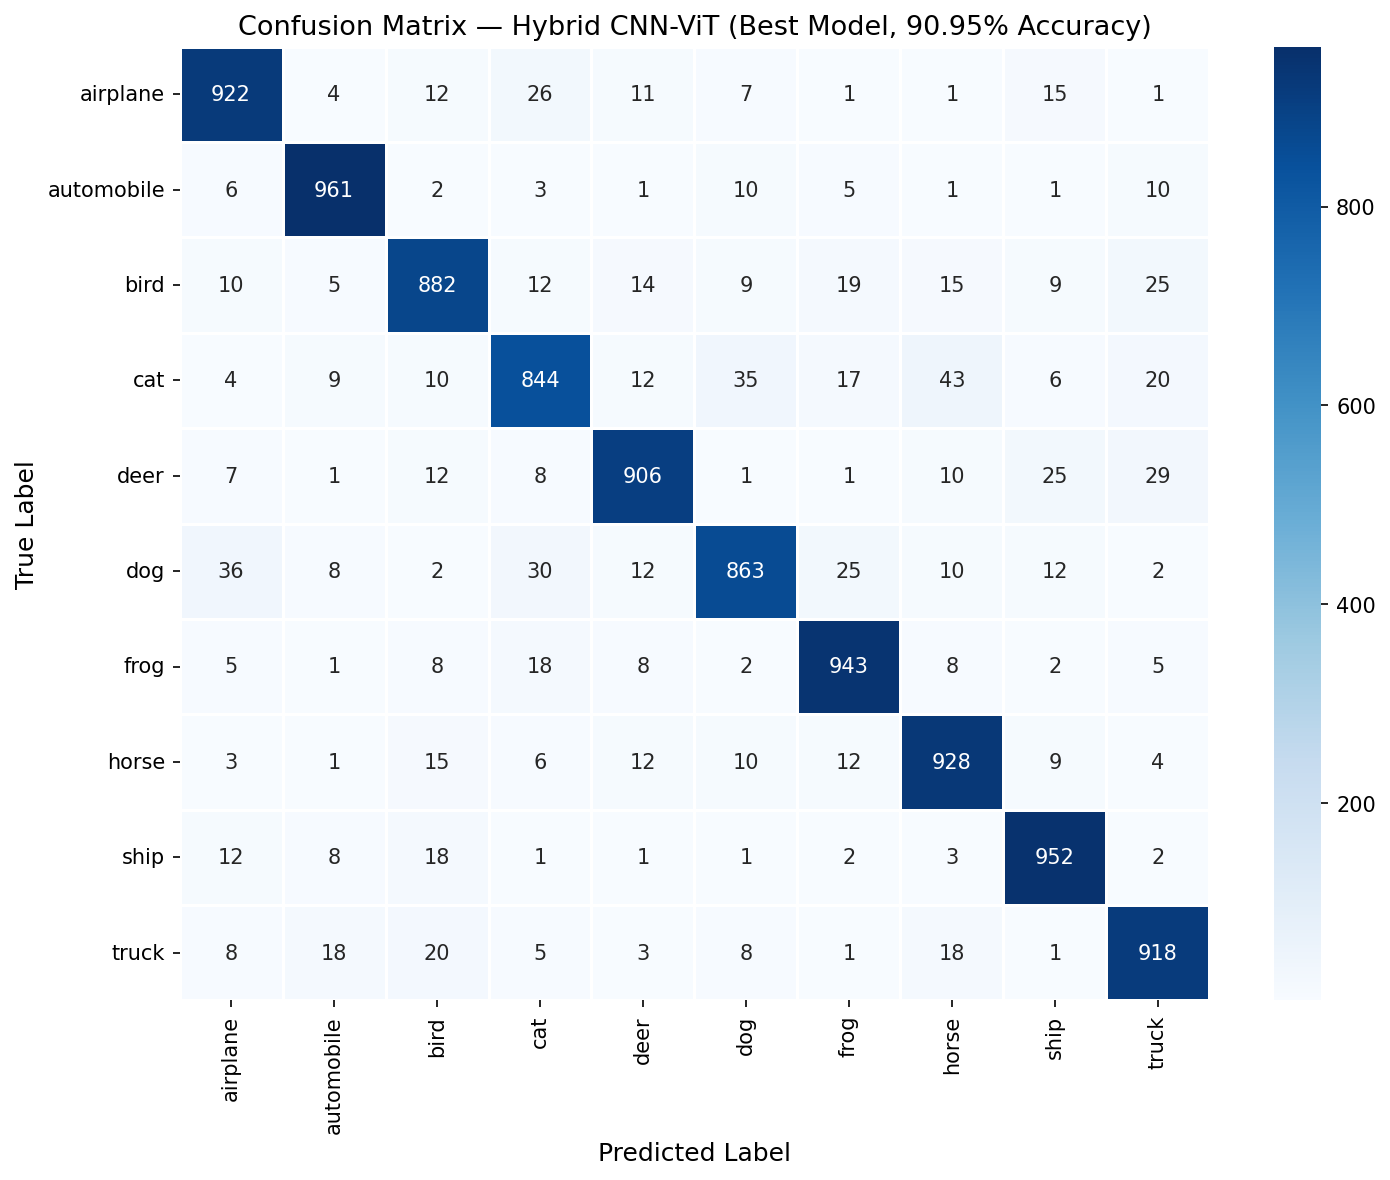 Confusion Matrix — Hybrid CNN-ViT (Best Model, 90.95% Accuracy)
airplane 922 4 12 26 11 7 1 1 15 1
automobile 6 961 2 3 1 10 5 1 1 10
bird 10 5 882 12 14 9 19 15 9 25
cat 4 9 10 844 12 35 17 43 6 20
deer 7 1 12 8 906 1 1 10 25 29
dog 36 8 2 30 12 863 25 10 12 2
frog 5 1 8 18 8 2 943 8 2 5
horse 3 1 15 6 12 10 12 928 9 4
ship 12 8 18 1 1 1 2 3 952 2
truck 8 18 20 5 3 8 1 18 1 918
airplane automobile bird cat deer dog frog horse ship truck
Predicted Label
True Label
800
600
400
200